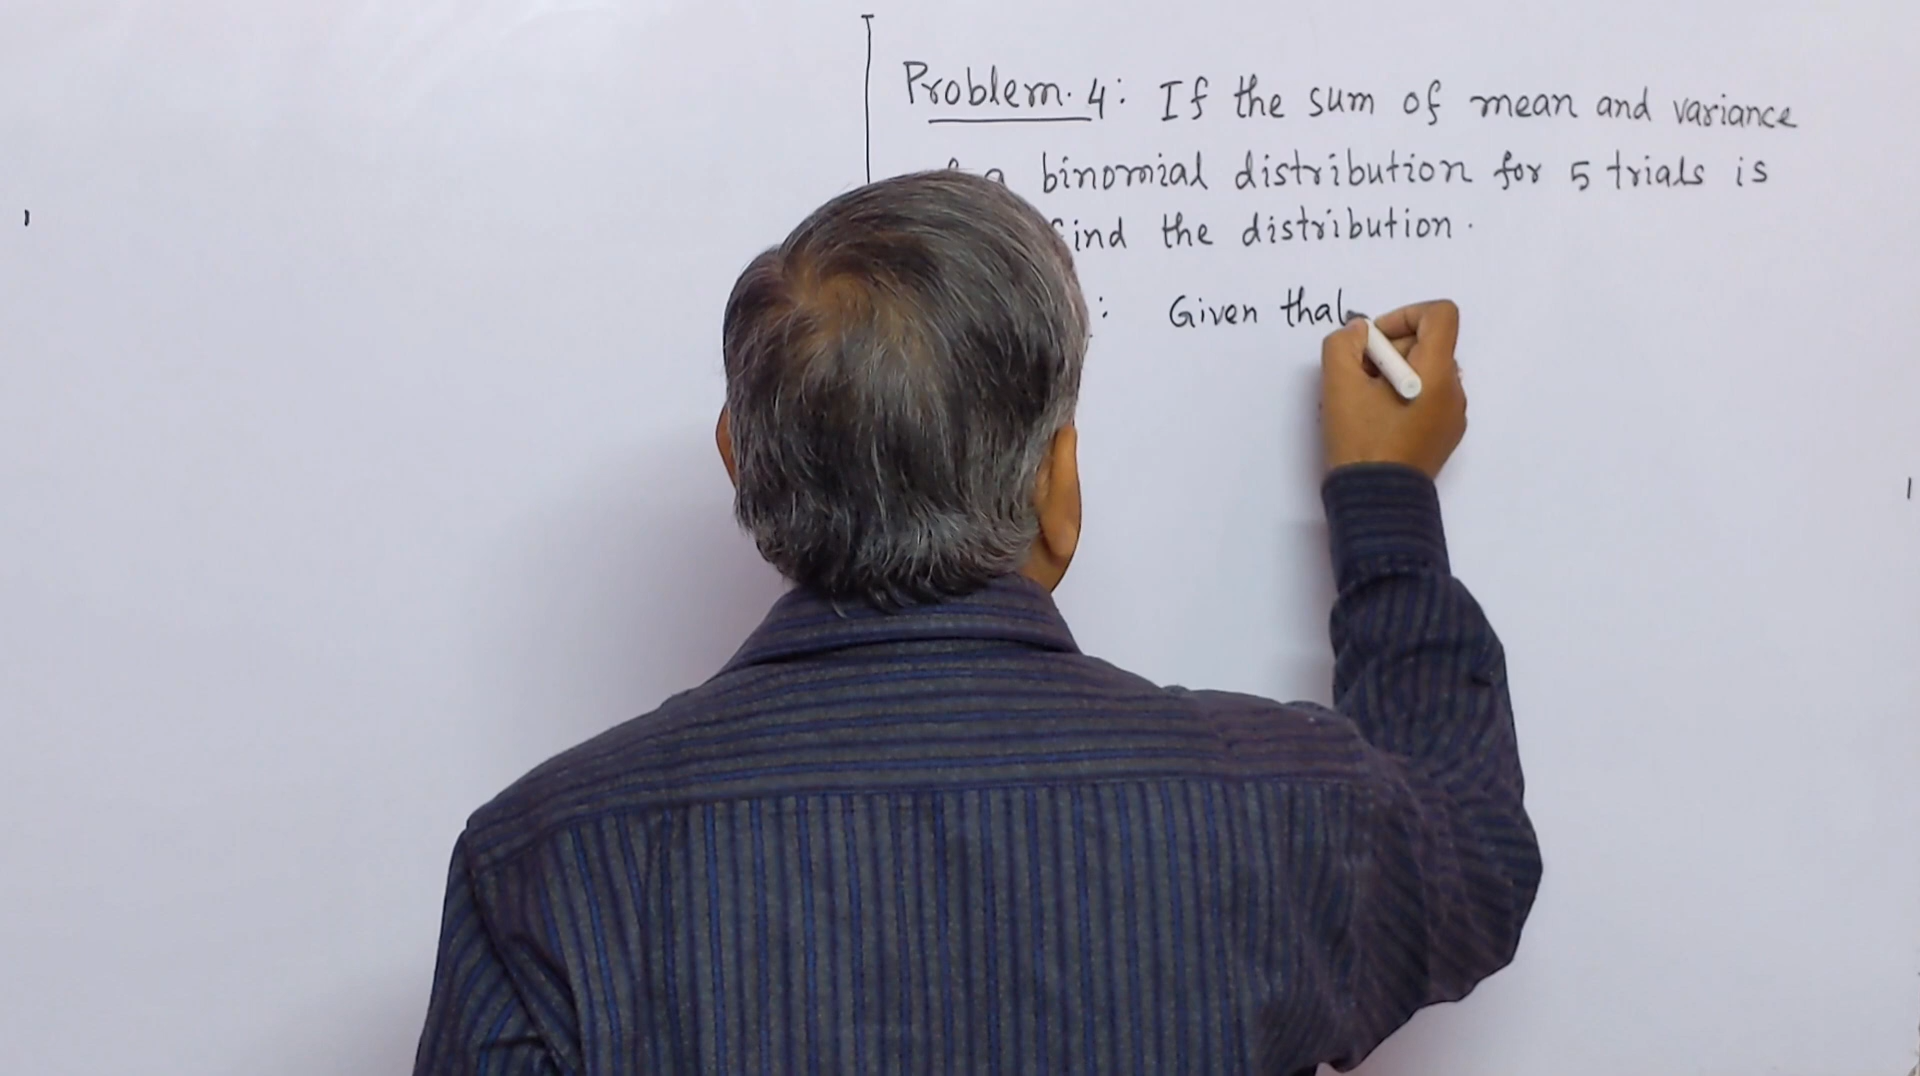 Problem. 4: If the sum of mean and variance
a binomial distribution for 5 trials is
find the distribution.
: Given that